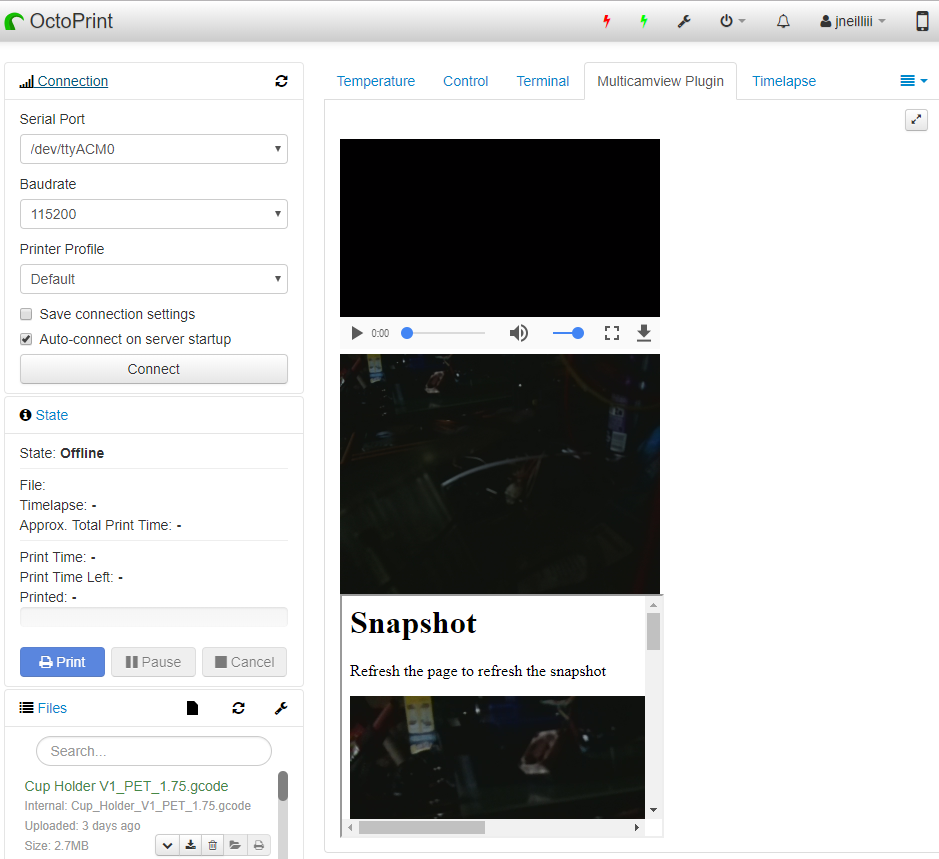 OctoPrint
jneilliii
Connection
Serial Port
/dev/ttyACM0
Baudrate
115200
Printer Profile
Default
Save connection settings
Auto-connect on server startup
Connect
State
State: Offline
File:
Timelapse: -
Approx. Total Print Time: -
Print Time: -
Print Time Left: -
Printed: -
Print Pause Cancel
Files
Search...
Cup Holder V1_PET_1.75.gcode
Internal: Cup_Holder_V1_PET_1.75.gcode
Uploaded: 3 days ago
Size: 2.7MB
Temperature Control Terminal Multicamview Plugin Timelapse
0:00
Snapshot
Refresh the page to refresh the snapshot